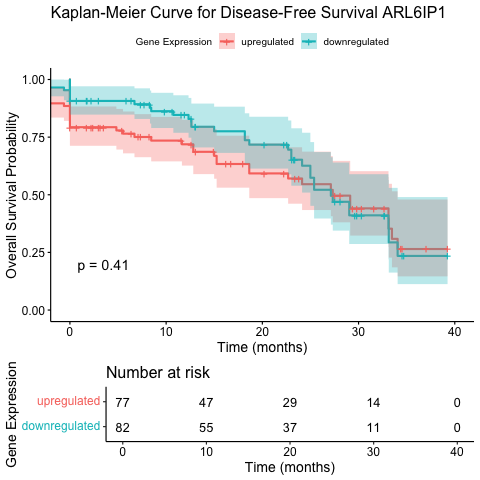 Kaplan-Meier Curve for Disease-Free Survival ARL6IP1
Gene Expression upregulated downregulated
Overall Survival Probability
1.00
0.75
0.50
0.25
0.00
p = 0.41
0 10 20 30 40
Time (months)
Number at risk
Gene Expression
upregulated 77 47 29 14 0
downregulated 82 55 37 11 0
0 10 20 30 40
Time (months)